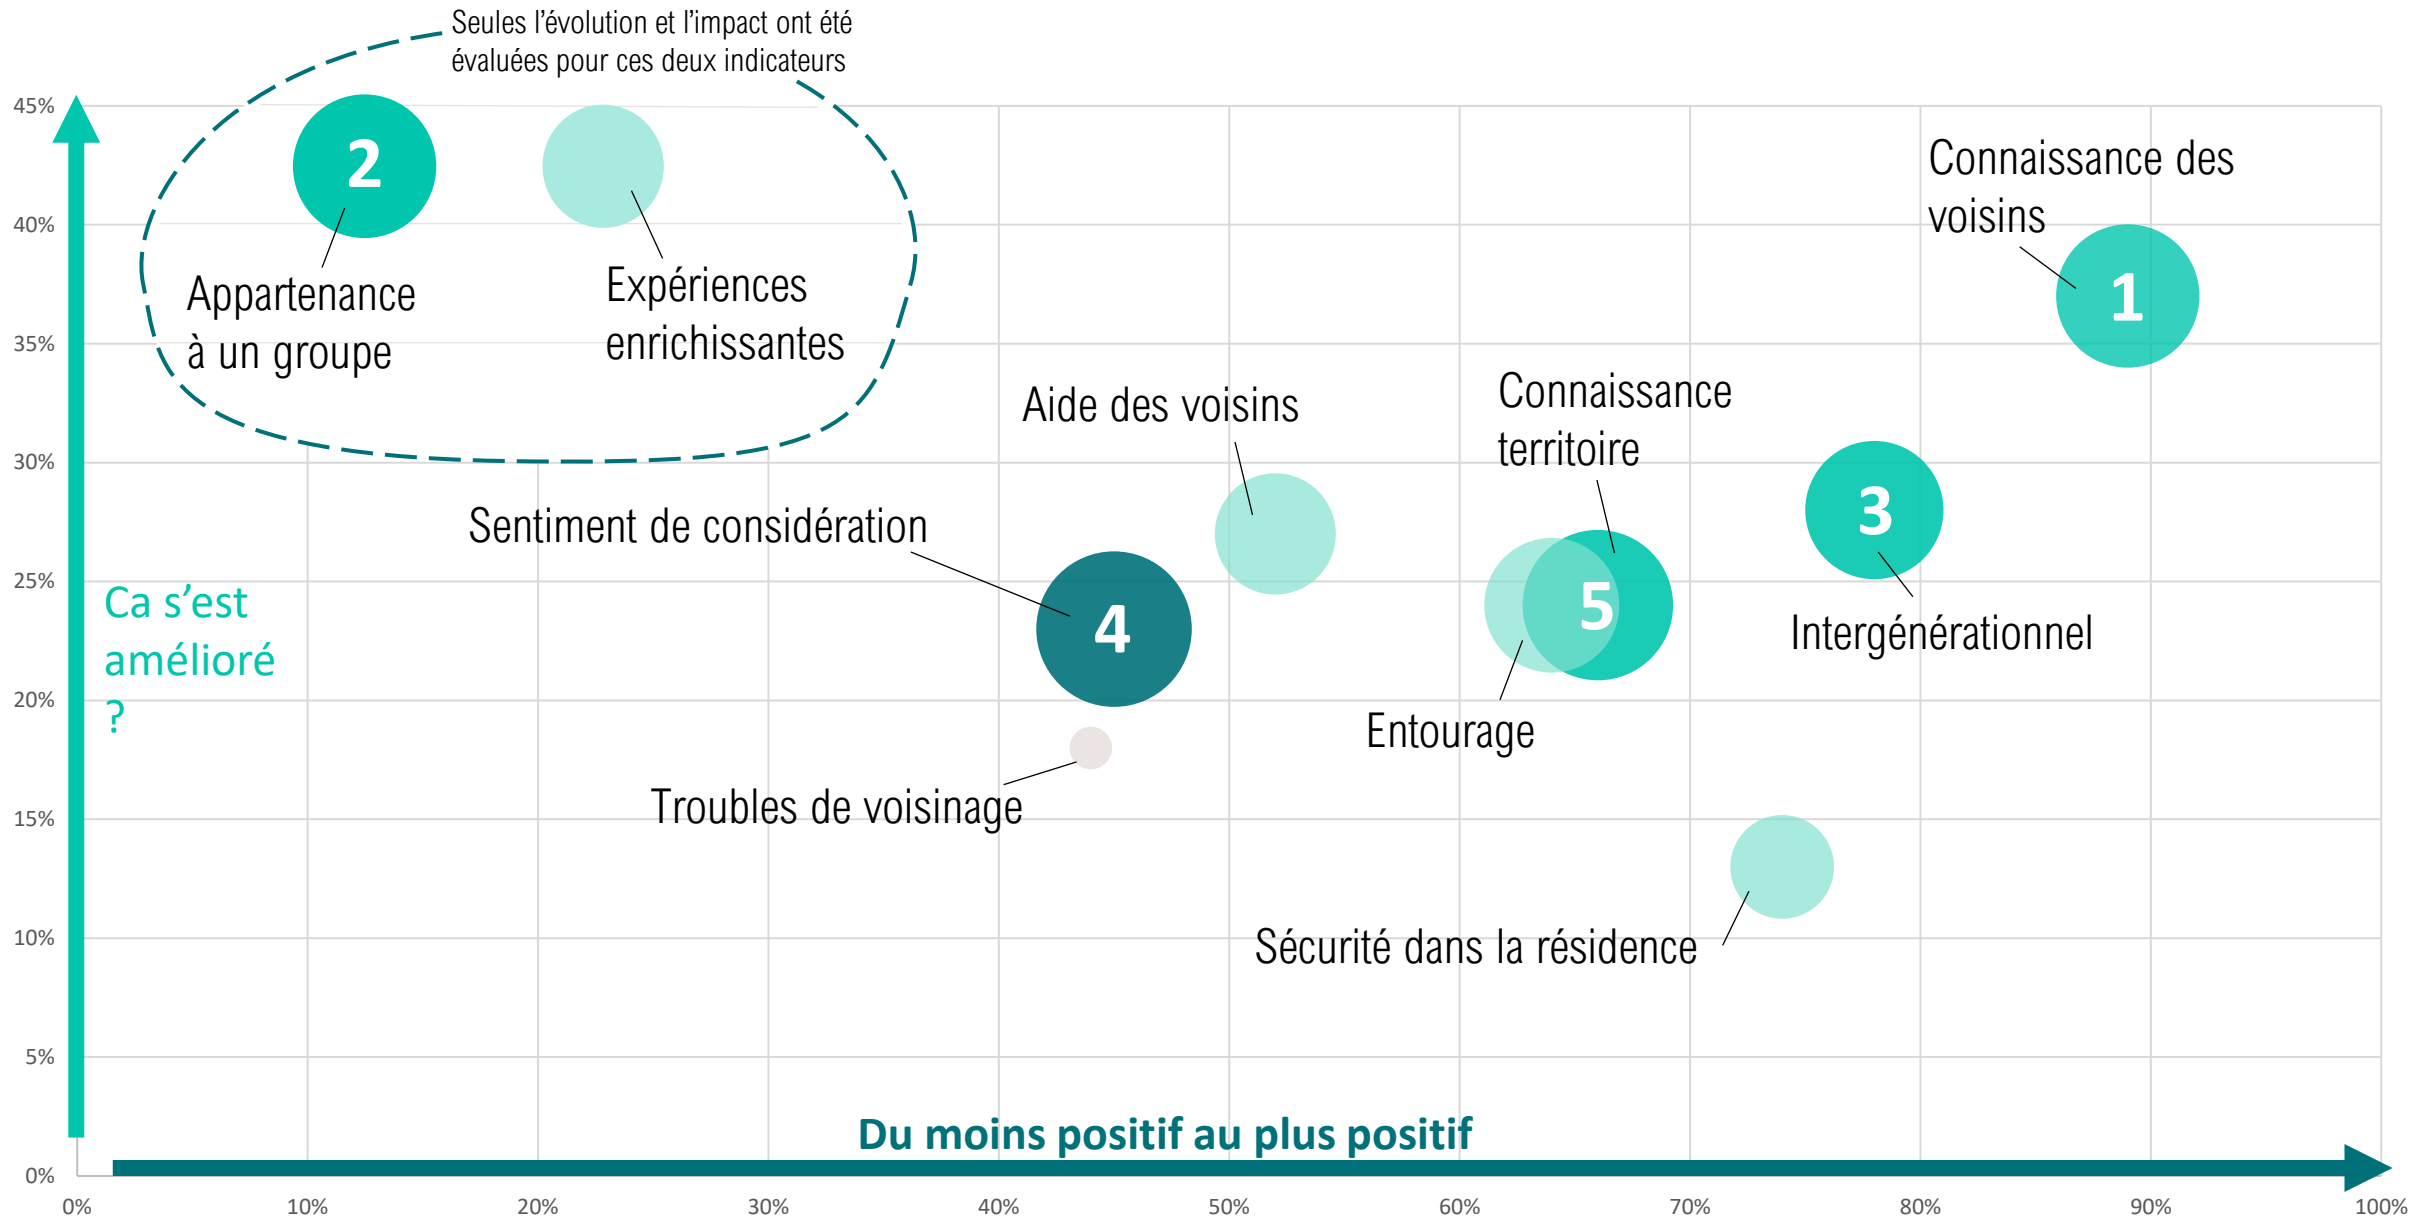 Seules l’évolution et l’impact ont été
évaluées pour ces deux indicateurs
45%
40%
35%
30%
25%
20%
15%
10%
5%
0%
2
Appartenance
à un groupe
Expériences
enrichissantes
Connaissance des
voisins
1
Aide des voisins
Connaissance
territoire
3
Sentiment de considération
4
5
Ca s’est
amélioré
?
Intergénérationnel
Entourage
Troubles de voisinage
Sécurité dans la résidence
Du moins positif au plus positif
0%
10%
20%
30%
40%
50%
60%
70%
80%
90%
100%